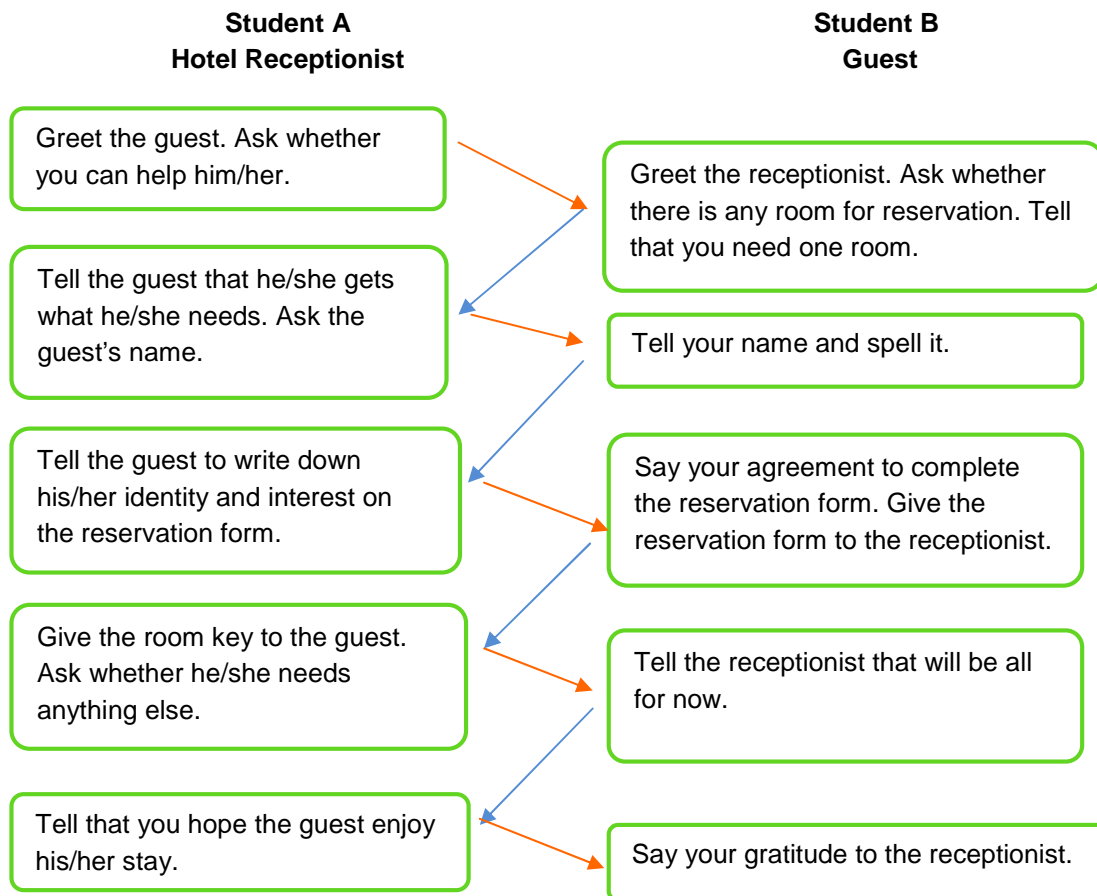 Student A
Hotel Receptionist
Student B
Guest
Greet the guest. Ask whether
you can help him/her.
Greet the receptionist. Ask whether
there is any room for reservation. Tell
that you need one room.
Tell the guest that he/she gets
what he/she needs. Ask the
guest’s name.
Tell your name and spell it.
Tell the guest to write down
his/her identity and interest on
the reservation form.
Say your agreement to complete
the reservation form. Give the
reservation form to the receptionist.
Give the room key to the guest.
Ask whether he/she needs
anything else.
Tell the receptionist that will be all
for now.
Tell that you hope the guest enjoy
his/her stay.
Say your gratitude to the receptionist.